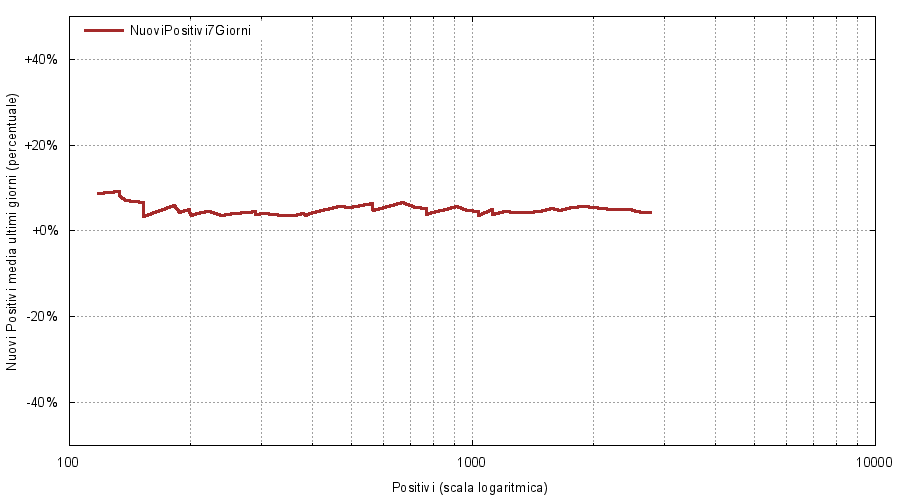 NuoviPositivi7Giorni
+40%
+20%
+0%
-20%
-40%
Nuovi Positivi media ultimi giorni (percentuale)
100 1000 10000
Positivi (scala logaritmica)